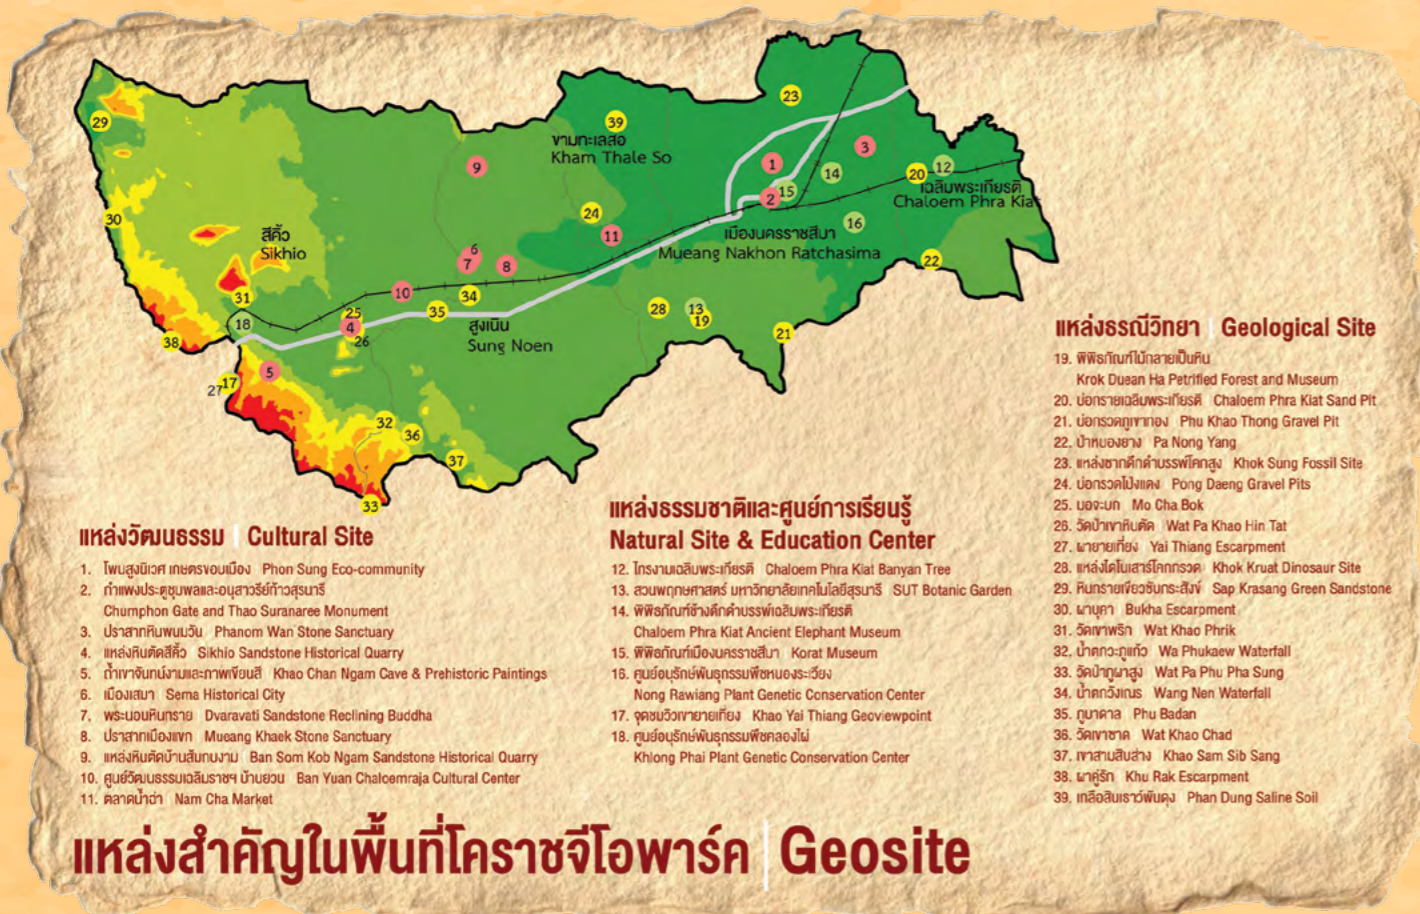 29
23
39
ขามทะเลสอ
Kham Thale So
9
1
3
14
20
12
เฉลิมพระเกียรติ
Chaloem Phra Kiat
15
2
30
24
11
16
สีคิ้ว
Sikhio
เมืองนครราชสีมา
Mueang Nakhon Ratchasima
6
7
8
22
10
34
31
25
35
28
13
19
18
4
26
สูงเนิน
Sung Noen
21
38
5
27
17
32
36
37
33
แหล่งวัฒนธรรม | Cultural Site
1. โพนสูงนิเวศ เกษตรขอบเมือง Phon Sung Eco-community
2. กำแพงประตูชุมพลและอนุสาวรีย์ท้าวสุรนารี
Chumphon Gate and Thao Suranaree Monument
3. ปราสาทหินพนมวัน Phanom Wan Stone Sanctuary
4. แหล่งหินตัดสีคิ้ว Sikhio Sandstone Historical Quarry
5. ถ้ำเขาจันทน์งามและภาพเขียนสี Khao Chan Ngam Cave & Prehistoric Paintings
6. เมืองเสมา Sema Historical City
7. พระนอนหินทราย Dvaravati Sandstone Reclining Buddha
8. ปราสาทเมืองแขก Mueang Khaek Stone Sanctuary
9. แหล่งหินตัดบ้านส้มกบงาม Ban Som Kob Ngam Sandstone Historical Quarry
10. ศูนย์วัฒนธรรมเฉลิมราชฯ บ้านยวน Ban Yuan Chaloemraja Cultural Center
11. ตลาดน้ำฉ่า Nam Cha Market
แหล่งธรรมชาติและศูนย์การเรียนรู้
Natural Site & Education Center
12. ไทรงามเฉลิมพระเกียรติ Chaloem Phra Kiat Banyan Tree
13. สวนพฤกษศาสตร์ มหาวิทยาลัยเทคโนโลยีสุรนารี SUT Botanic Garden
14. พิพิธภัณฑ์ช้างดึกดำบรรพ์เฉลิมพระเกียรติ
Chaloem Phra Kiat Ancient Elephant Museum
15. พิพิธภัณฑ์เมืองนครราชสีมา Korat Museum
16. ศูนย์อนุรักษ์พันธุกรรมพืชหนองระเวียง
Nong Rawiang Plant Genetic Conservation Center
17. จุดชมวิวเขายายเที่ยง Khao Yai Thiang Geoviewpoint
18. ศูนย์อนุรักษ์พันธุกรรมพืชคลองไผ่
Khlong Phai Plant Genetic Conservation Center
แหล่งธรณีวิทยา | Geological Site
19. พิพิธภัณฑ์ไม้กลายเป็นหิน
Krok Duean Ha Petrified Forest and Museum
20. บ่อทรายเฉลิมพระเกียรติ Chaloem Phra Kiat Sand Pit
21. บ่อกรวดภูเขาทอง Phu Khao Thong Gravel Pit
22. ป่าหนองยาง Pa Nong Yang
23. แหล่งซากดึกดำบรรพ์โคกสูง Khok Sung Fossil Site
24. บ่อกรวดโป่งแดง Pong Daeng Gravel Pits
25. มอจะบก Mo Cha Bok
26. วัดป่าเขาหินตัด Wat Pa Khao Hin Tat
27. ผายายเที่ยง Yai Thiang Escarpment
28. แหล่งไดโนเสาร์โคกกรวด Khok Kruat Dinosaur Site
29. หินทรายเขียวซับกระสังข์ Sap Krasang Green Sandstone
30. ผาบุคา Bukha Escarpment
31. วัดเขาพริก Wat Khao Phrik
32. น้ำตกวะภูแก้ว Wa Phukaew Waterfall
33. วัดป่าภูผาสูง Wat Pa Phu Pha Sung
34. น้ำตกวังเณร Wang Nen Waterfall
35. ภูบาดาล Phu Badan
36. วัดเขาชาด Wat Khao Chad
37. เขาสามสิบส่าง Khao Sam Sib Sang
38. ผาคู่รัก Khu Rak Escarpment
39. เกลือสินเธาว์พันดุง Phan Dung Saline Soil
แหล่งสำคัญในพื้นที่โคราชจีโอพาร์ค | Geosite